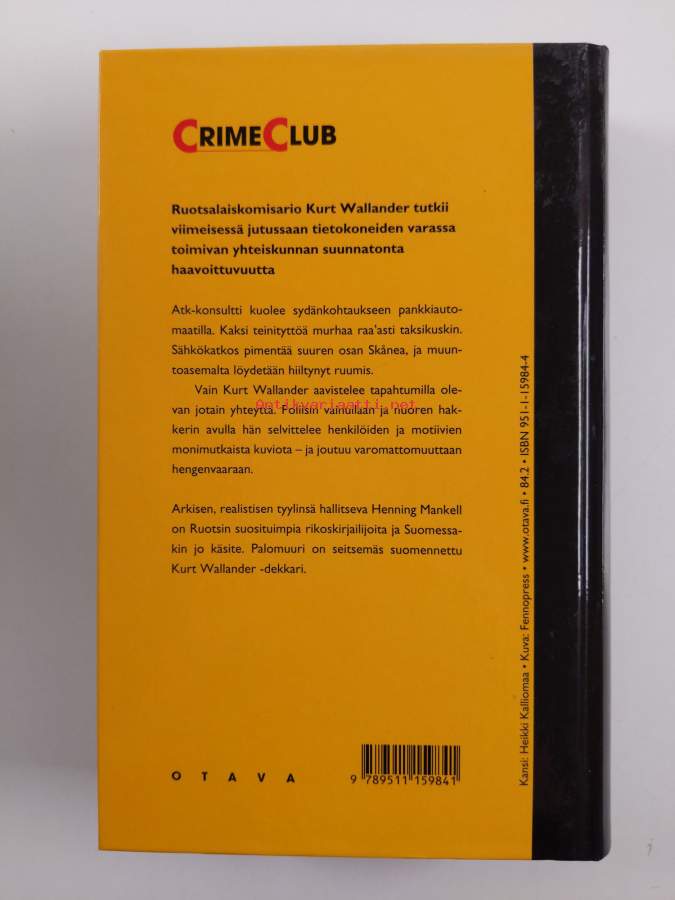 CRIMECLUB
Ruotsalaiskomisario Kurt Wallander tutkii
viimeisessä jutussaan tietokoneiden varassa
toimivan yhteiskunnan suunnatonta
haavoittuvuutta
Atk-konsultti kuolee sydänkohtaukseen pankkiauto-
maatilla. Kaksi teinityttöä murhaa raa'asti taksikuskin.
Sähkökatkos pimentää suuren osan Skånea, ja muun-
toasemalta löydetään hiiltynyt ruumis.
Vain Kurt Wallander aavistelee tapahtumilla ole-
van jotain yhteyttä. Poliisin vainuilaan ja nuoren hak-
kerin avulla hän selvittelee henkilöiden ja motiivien
monimutkaista kuviota – ja joutuu varomattomuuttaan
hengenvaaraan.
Arkisen, realistisen tyylinsä hallitseva Henning Mankell
on Ruotsin suosituimpia rikoskirjailijoita ja Suomessa-
kin jo käsite. Palomuuri on seitsemäs suomennettu
Kurt Wallander -dekkari.
Antikvariaatti.net
OTAVA
9 789511 159841
Kansi: Heikki Kalliomaa • Kuva: Fennopress • www.otava.fi • 84.2 • ISBN 951-1-15984-4